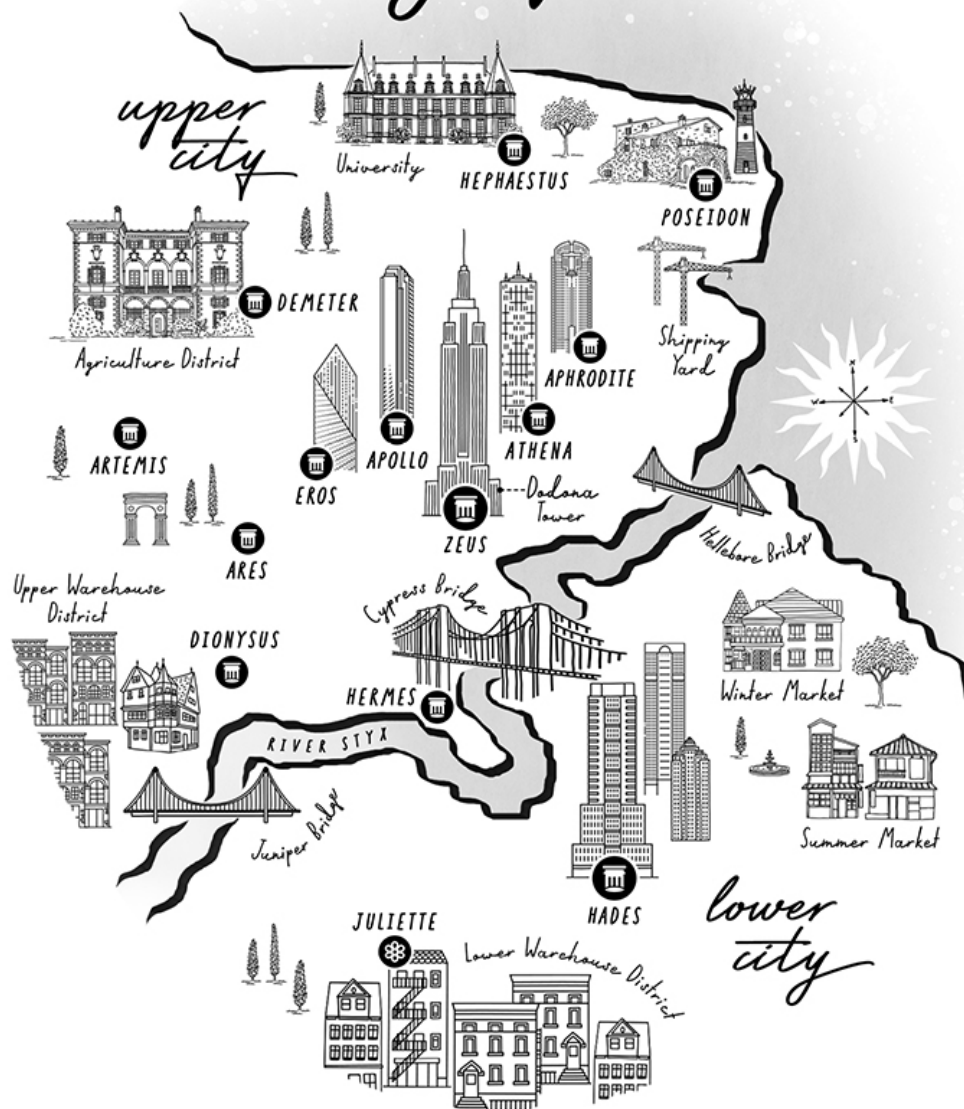 upper
city
University
HEPHAESTUS
POSEIDON
DEMETER
Agriculture District
Shipping
Yard
APHRODITE
N
W
E
S
ARTEMIS
EROS
APOLLO
ATHENA
Dodona
Tower
ZEUS
ARES
Hellebore Bridge
Upper Warehouse
District
Cypress Bridge
DIONYSUS
HERMES
Winter Market
RIVER STYX
Juniper Bridge
Summer Market
HADES
lower
city
JULIETTE
Lower Warehouse District